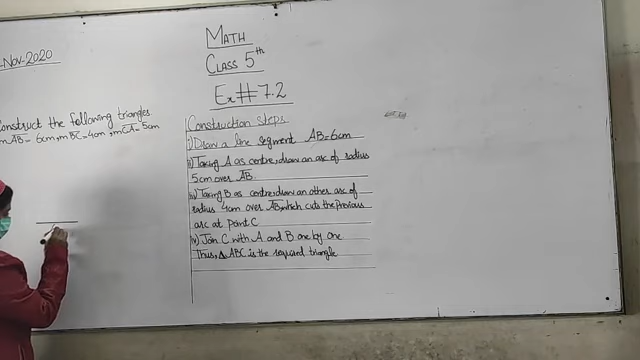 -Nov-2020
MATH
Class 5th
Ex#7.2
Construct the following triangles
mAB= 6cm, mBC=4cm, mCA=5cm
Construction steps
i) Draw a line segment AB=6cm
ii) Taking A as centre, draw an arc of radius
5cm over AB.
iii) Taking B as centre, draw an other arc of
radius 4cm over AB, which cuts the previous
arc at point C
iv) Join C with A and B one by one
Thus, △ABC is the required triangle